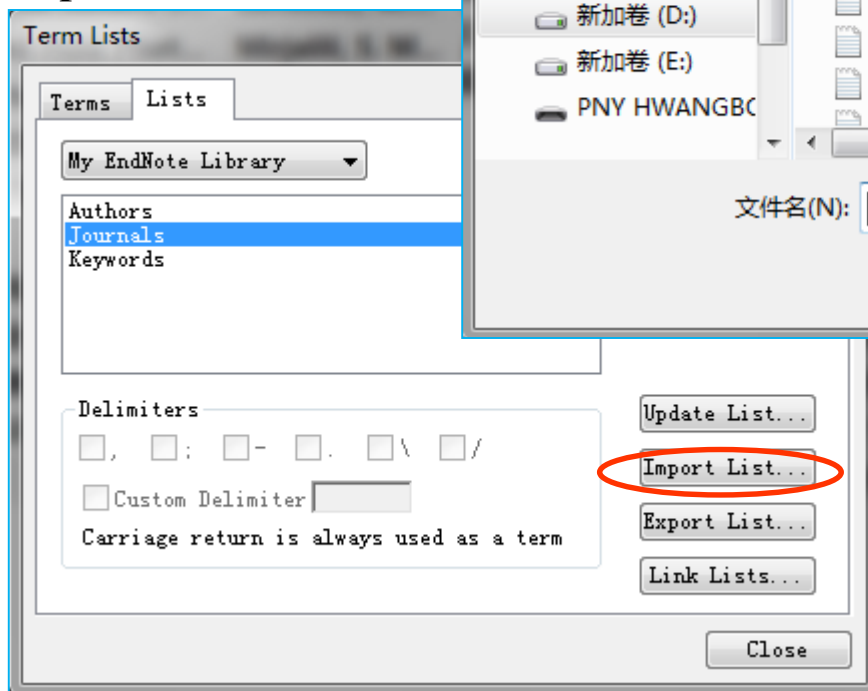 Term Lists
Terms Lists
My EndNote Library
Authors
Journals
Keywords
Delimiters
, ; - . \ /
Custom Delimiter
Carriage return is always used as a term
Update List...
Import List...
Export List...
Link Lists...
Close
新加卷 (D:)
新加卷 (E:)
PNY HWANGBC
文件名(N):